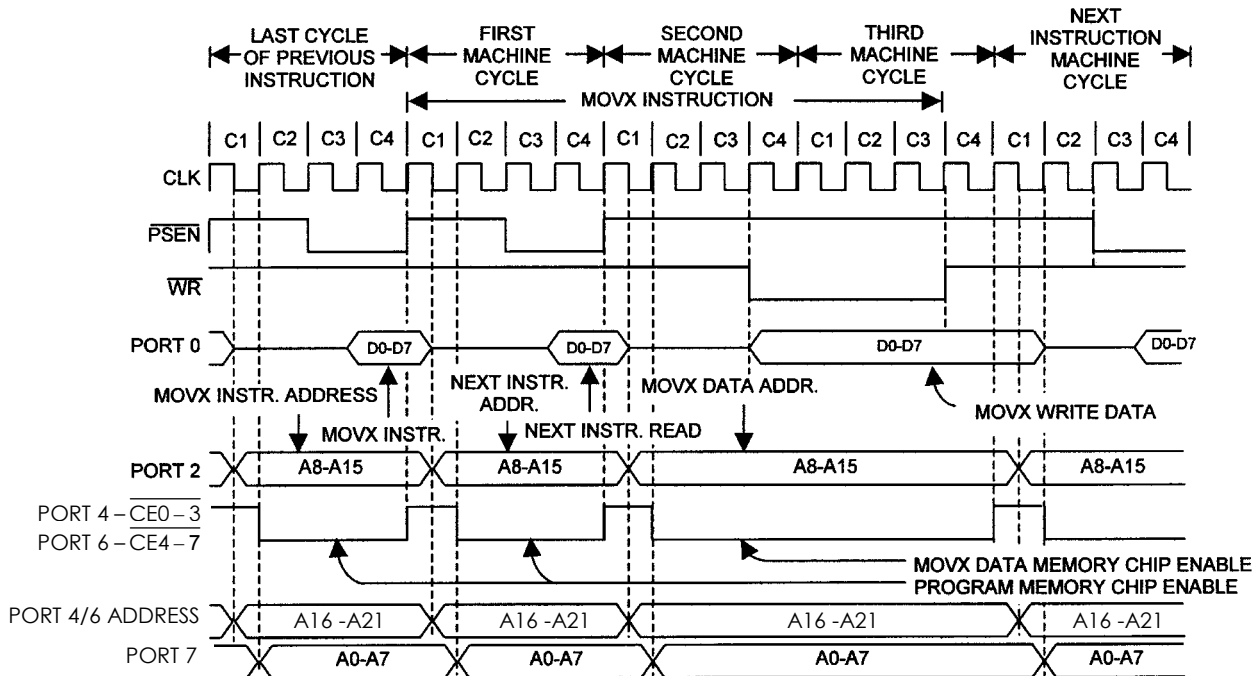 LAST CYCLE
OF PREVIOUS
INSTRUCTION
FIRST
MACHINE
CYCLE
SECOND
MACHINE
CYCLE
THIRD
MACHINE
CYCLE
NEXT
INSTRUCTION
MACHINE
CYCLE
MOVX INSTRUCTION
C1 C2 C3 C4 C1 C2 C3 C4 C1 C2 C3 C4 C1 C2 C3 C4 C1 C2 C3 C4
CLK
PSEN
WR
PORT 0 D0-D7 D0-D7 D0-D7 D0-D7
MOVX INSTR. ADDRESS
MOVX INSTR.
NEXT INSTR.
ADDR.
NEXT INSTR. READ
MOVX DATA ADDR.
MOVX WRITE DATA
PORT 2 A8-A15 A8-A15 A8-A15 A8-A15
PORT 4 – CE0 – 3
PORT 6 – CE4 – 7
MOVX DATA MEMORY CHIP ENABLE
PROGRAM MEMORY CHIP ENABLE
PORT 4/6 ADDRESS A16 -A21 A16 -A21 A16 -A21 A16 -A21
PORT 7 A0-A7 A0-A7 A0-A7 A0-A7